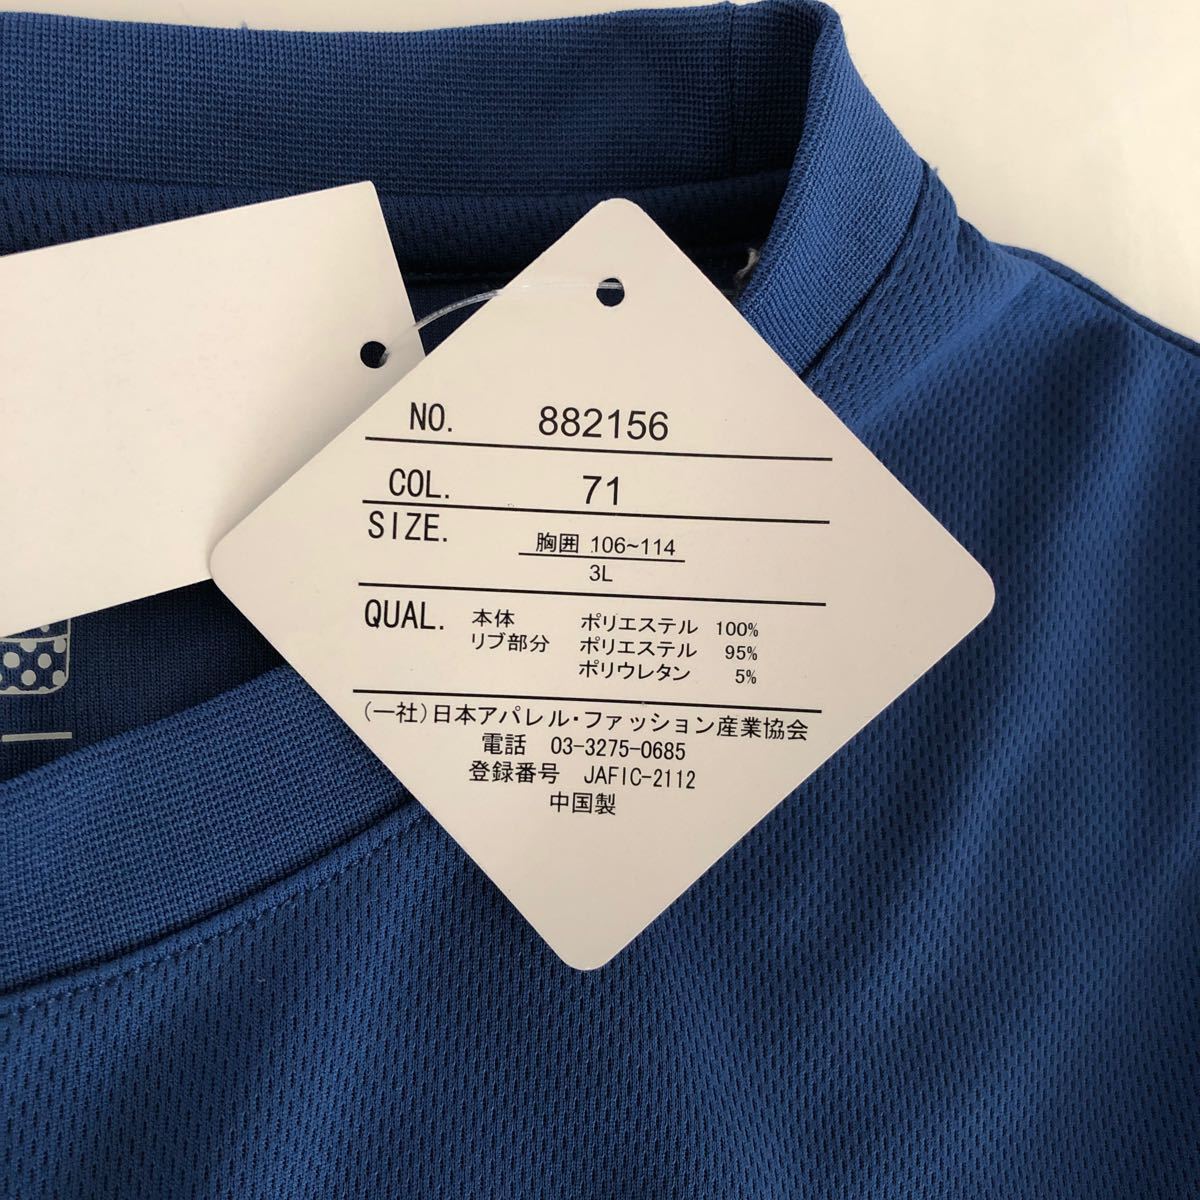 NO. 882156
COL. 71
SIZE. 胸囲 106~114
3L
QUAL. 本体 ポリエステル 100%
リブ部分 ポリエステル 95%
ポリウレタン 5%
(一社)日本アパレル・ファッション産業協会
電話 03-3275-0685
登録番号 JAFIC-2112
中国製